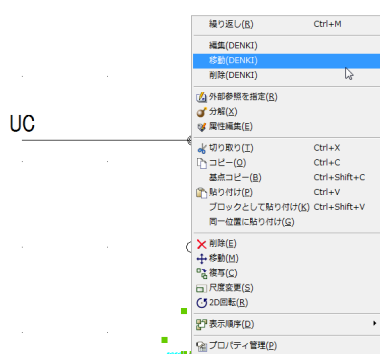 繰り返し(R) Ctrl+M
編集(DENKI)
移動(DENKI)
削除(DENKI)
外部参照を指定(R)
分解(X)
属性編集(E)
UC
切り取り(T) Ctrl+X
コピー(O) Ctrl+C
基点コピー(B) Ctrl+Shift+C
貼り付け(P) Ctrl+V
ブロックとして貼り付け(K) Ctrl+Shift+V
同一位置に貼り付け(G)
削除(E)
移動(M)
複写(C)
尺度変更(S)
2D回転(R)
表示順序(D)
プロパティ管理(P)